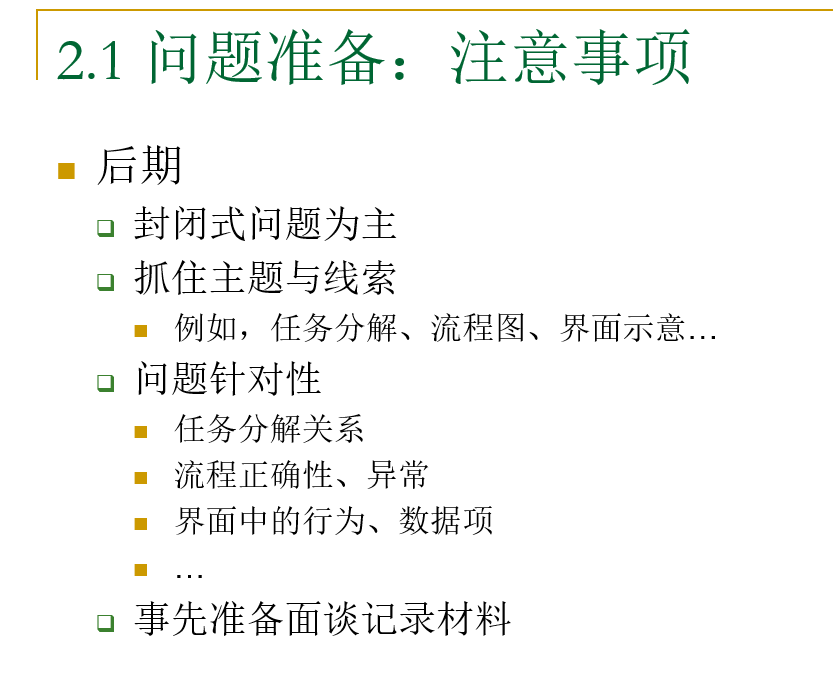 2.1 问题准备：注意事项
后期
封闭式问题为主
抓住主题与线索
例如，任务分解、流程图、界面示意…
问题针对性
任务分解关系
流程正确性、异常
界面中的行为、数据项
…
事先准备面谈记录材料